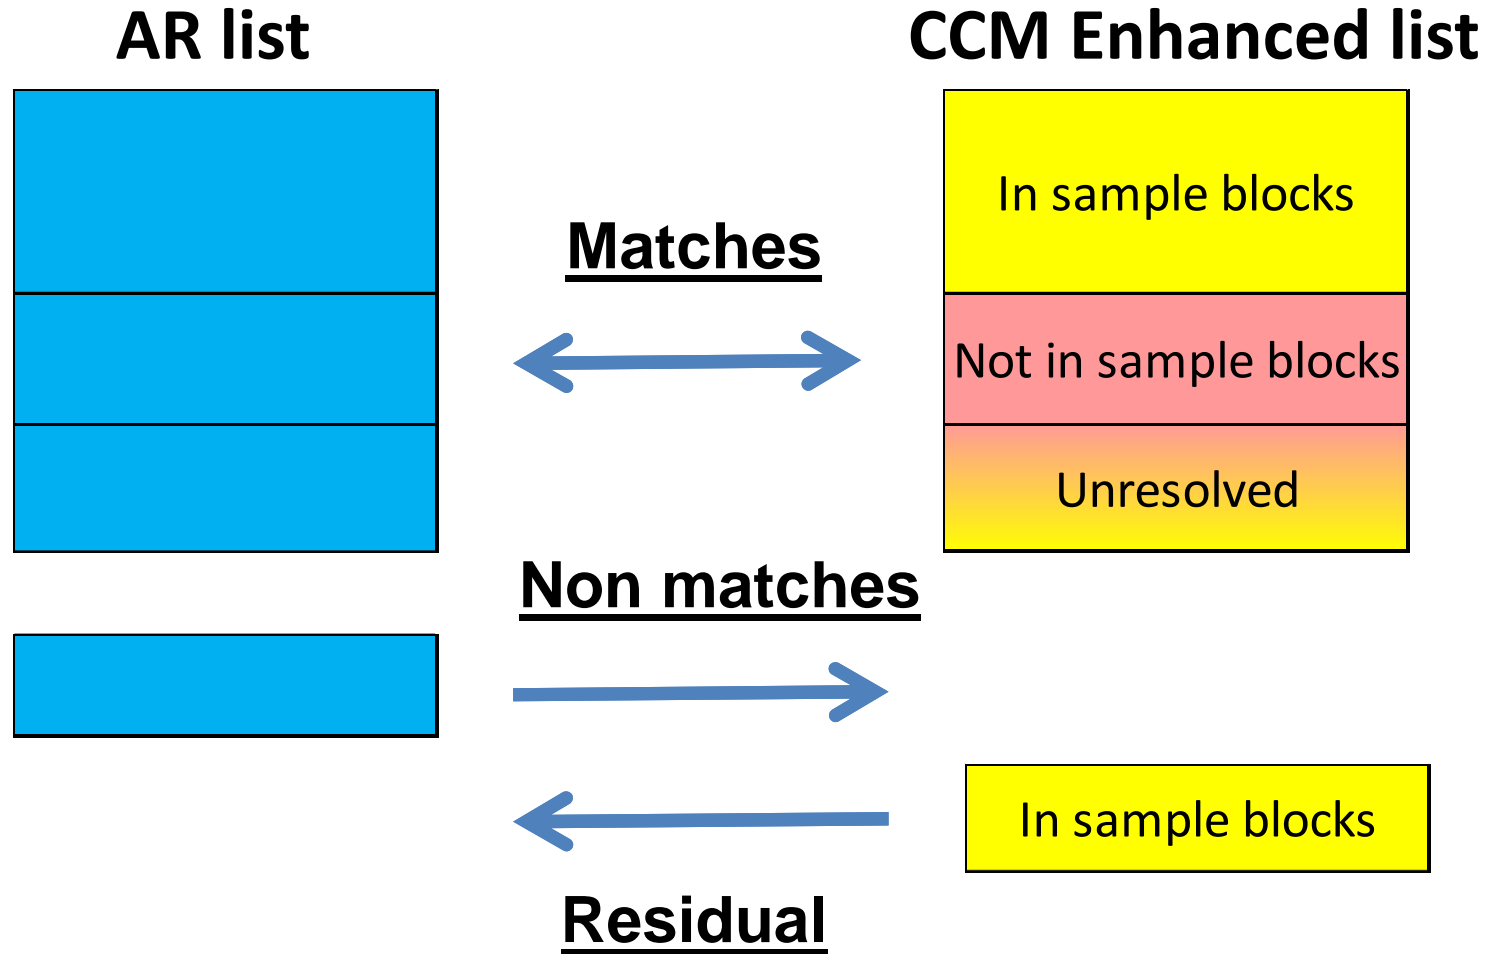 AR list
CCM Enhanced list
In sample blocks
Matches
Not in sample blocks
Unresolved
Non matches
In sample blocks
Residual